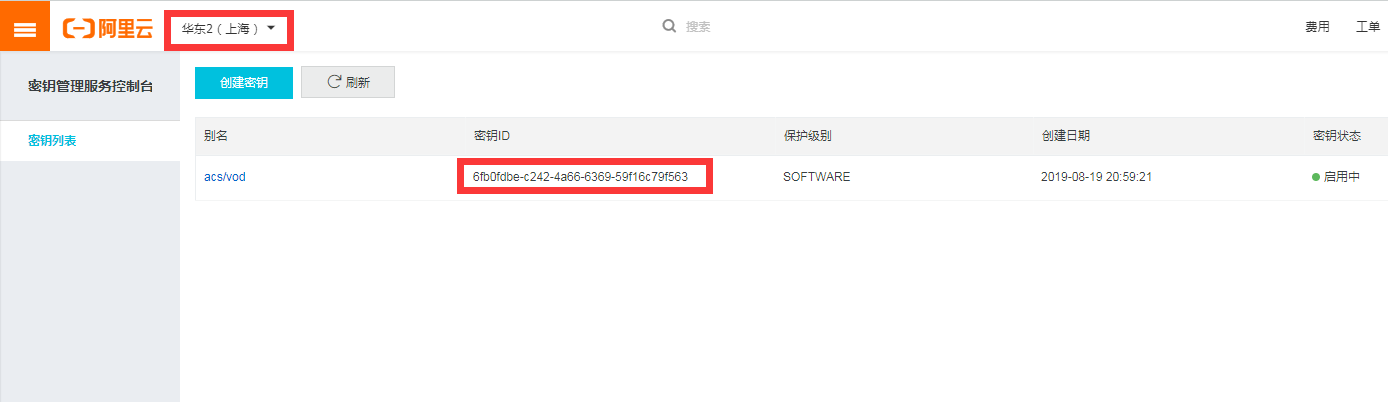 阿里云 华东2（上海） 搜索 费用 工单
密钥管理服务控制台
创建密钥 刷新
密钥列表
别名 密钥ID 保护级别 创建日期 密钥状态
acs/vod 6fb0fdbe-c242-4a66-6369-59f16c79f563 SOFTWARE 2019-08-19 20:59:21 启用中